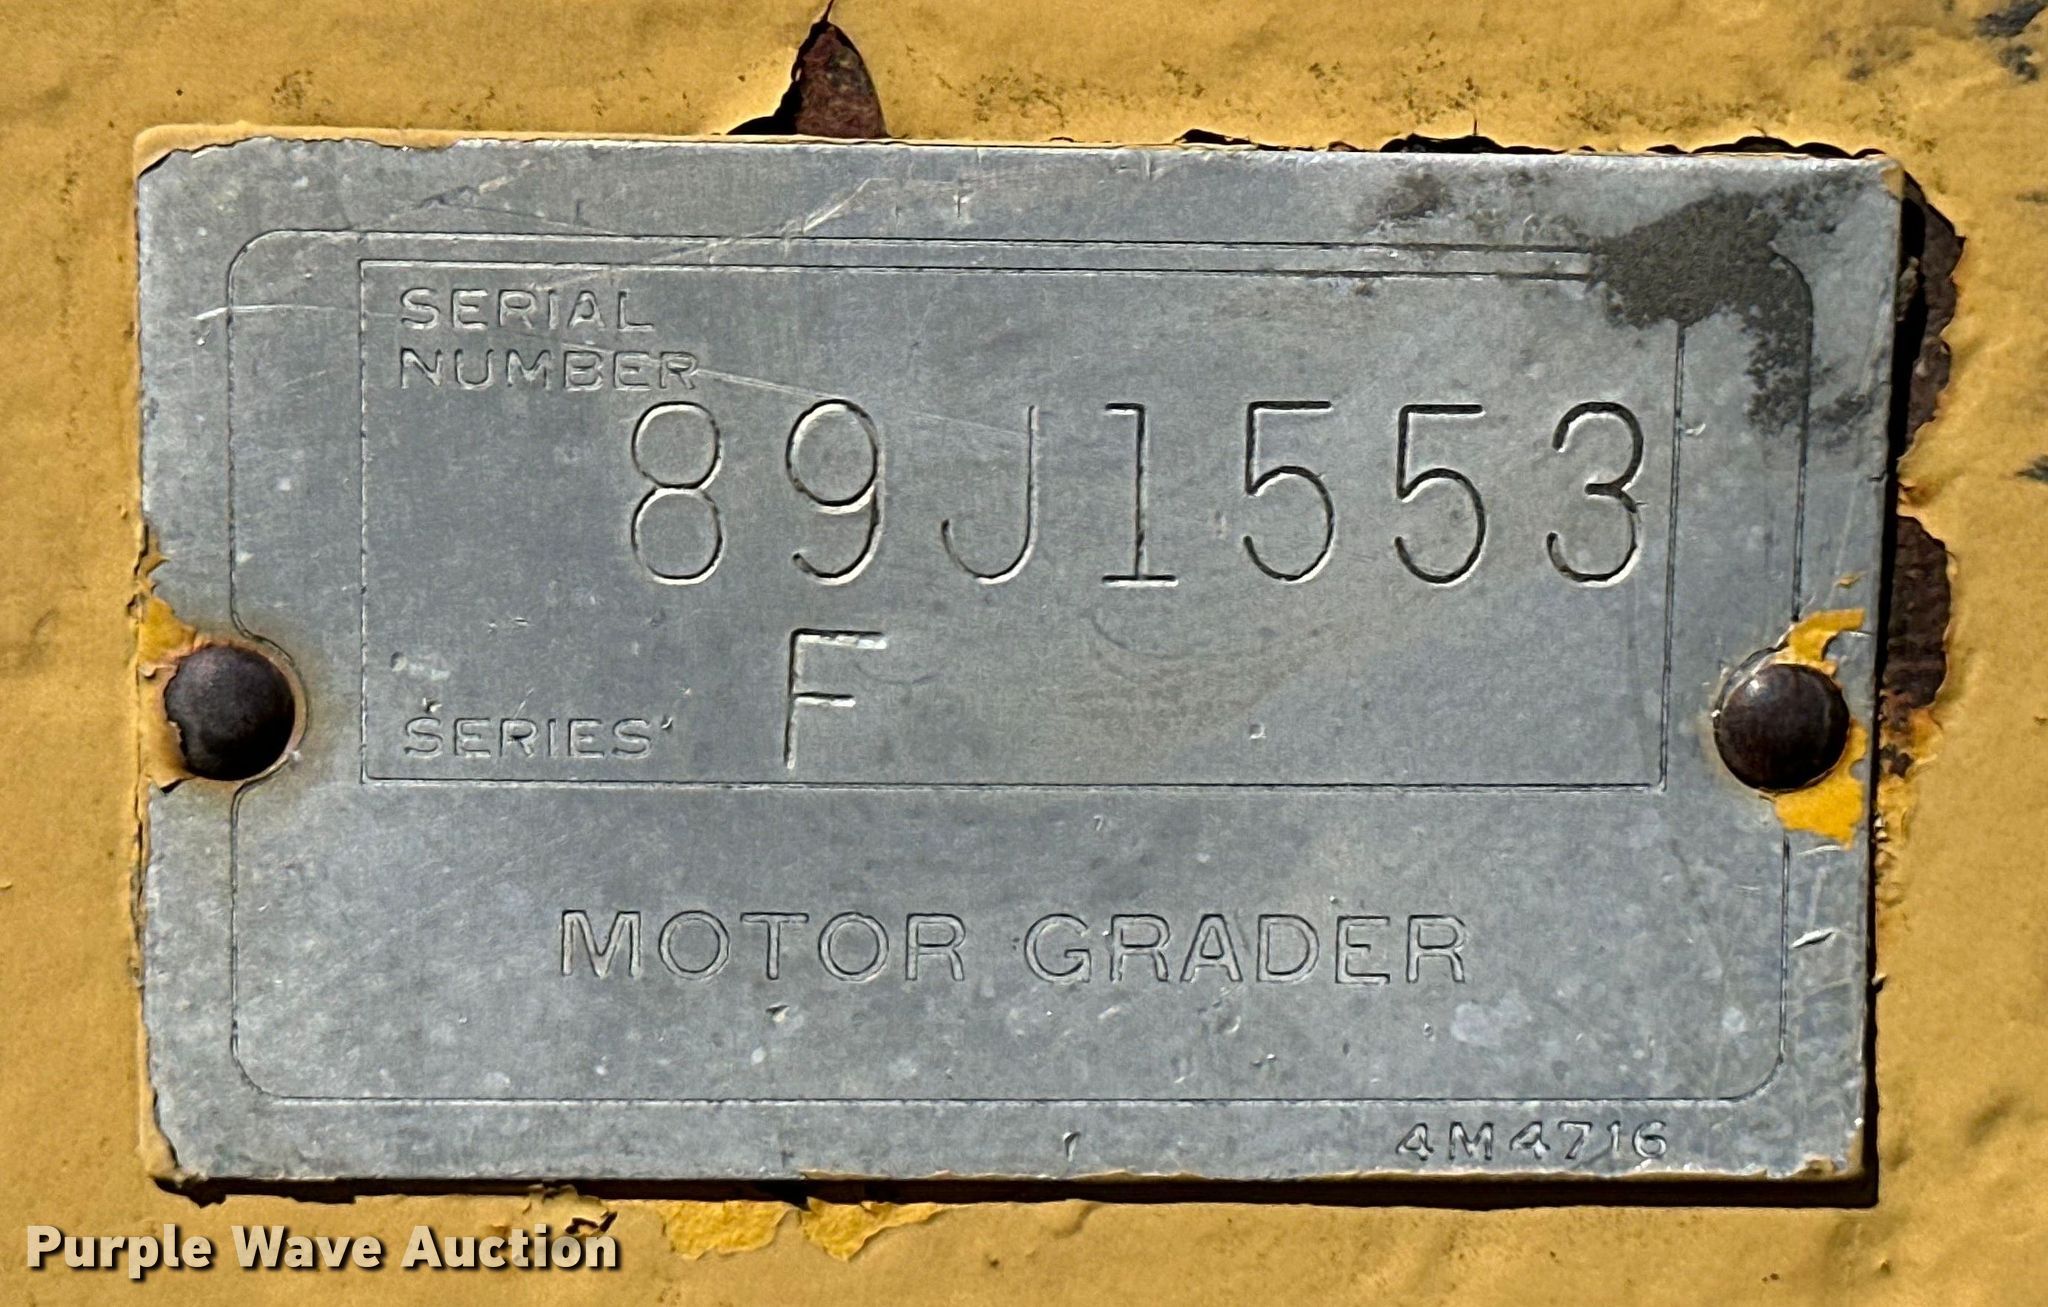 SERIAL
NUMBER
89J1553
SERIES F
MOTOR GRADER
4M4716
Purple Wave Auction